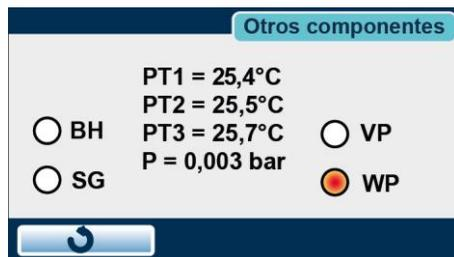 Otros componentes
PT1 = 25,4°C
PT2 = 25,5°C
BH PT3 = 25,7°C VP
P = 0,003 bar
SG WP